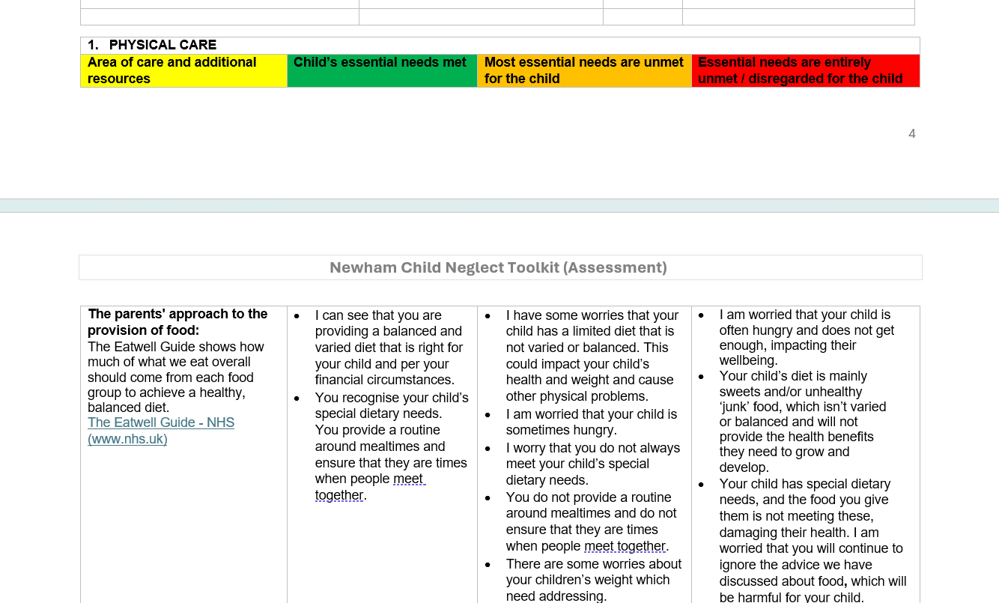 1. PHYSICAL CARE
Area of care and additional
resources
Child’s essential needs met
Most essential needs are unmet
for the child
Essential needs are entirely
unmet / disregarded for the child
4
Newham Child Neglect Toolkit (Assessment)
The parents' approach to the
provision of food:
The Eatwell Guide shows how
much of what we eat overall
should come from each food
group to achieve a healthy,
balanced diet.
The Eatwell Guide - NHS
(www.nhs.uk)
• I can see that you are
providing a balanced and
varied diet that is right for
your child and per your
financial circumstances.
• You recognise your child’s
special dietary needs.
You provide a routine
around mealtimes and
ensure that they are times
when people meet
together.
• I have some worries that your
child has a limited diet that is
not varied or balanced. This
could impact your child’s
health and weight and cause
other physical problems.
• I am worried that your child is
sometimes hungry.
• I worry that you do not always
meet your child’s special
dietary needs.
• You do not provide a routine
around mealtimes and do not
ensure that they are times
when people meet together.
• There are some worries about
your children’s weight which
need addressing.
• I am worried that your child is
often hungry and does not get
enough, impacting their
wellbeing.
• Your child’s diet is mainly
sweets and/or unhealthy
‘junk’ food, which isn’t varied
or balanced and will not
provide the health benefits
they need to grow and
develop.
• Your child has special dietary
needs, and the food you give
them is not meeting these,
damaging their health. I am
worried that you will continue to
ignore the advice we have
discussed about food, which will
be harmful for your child.